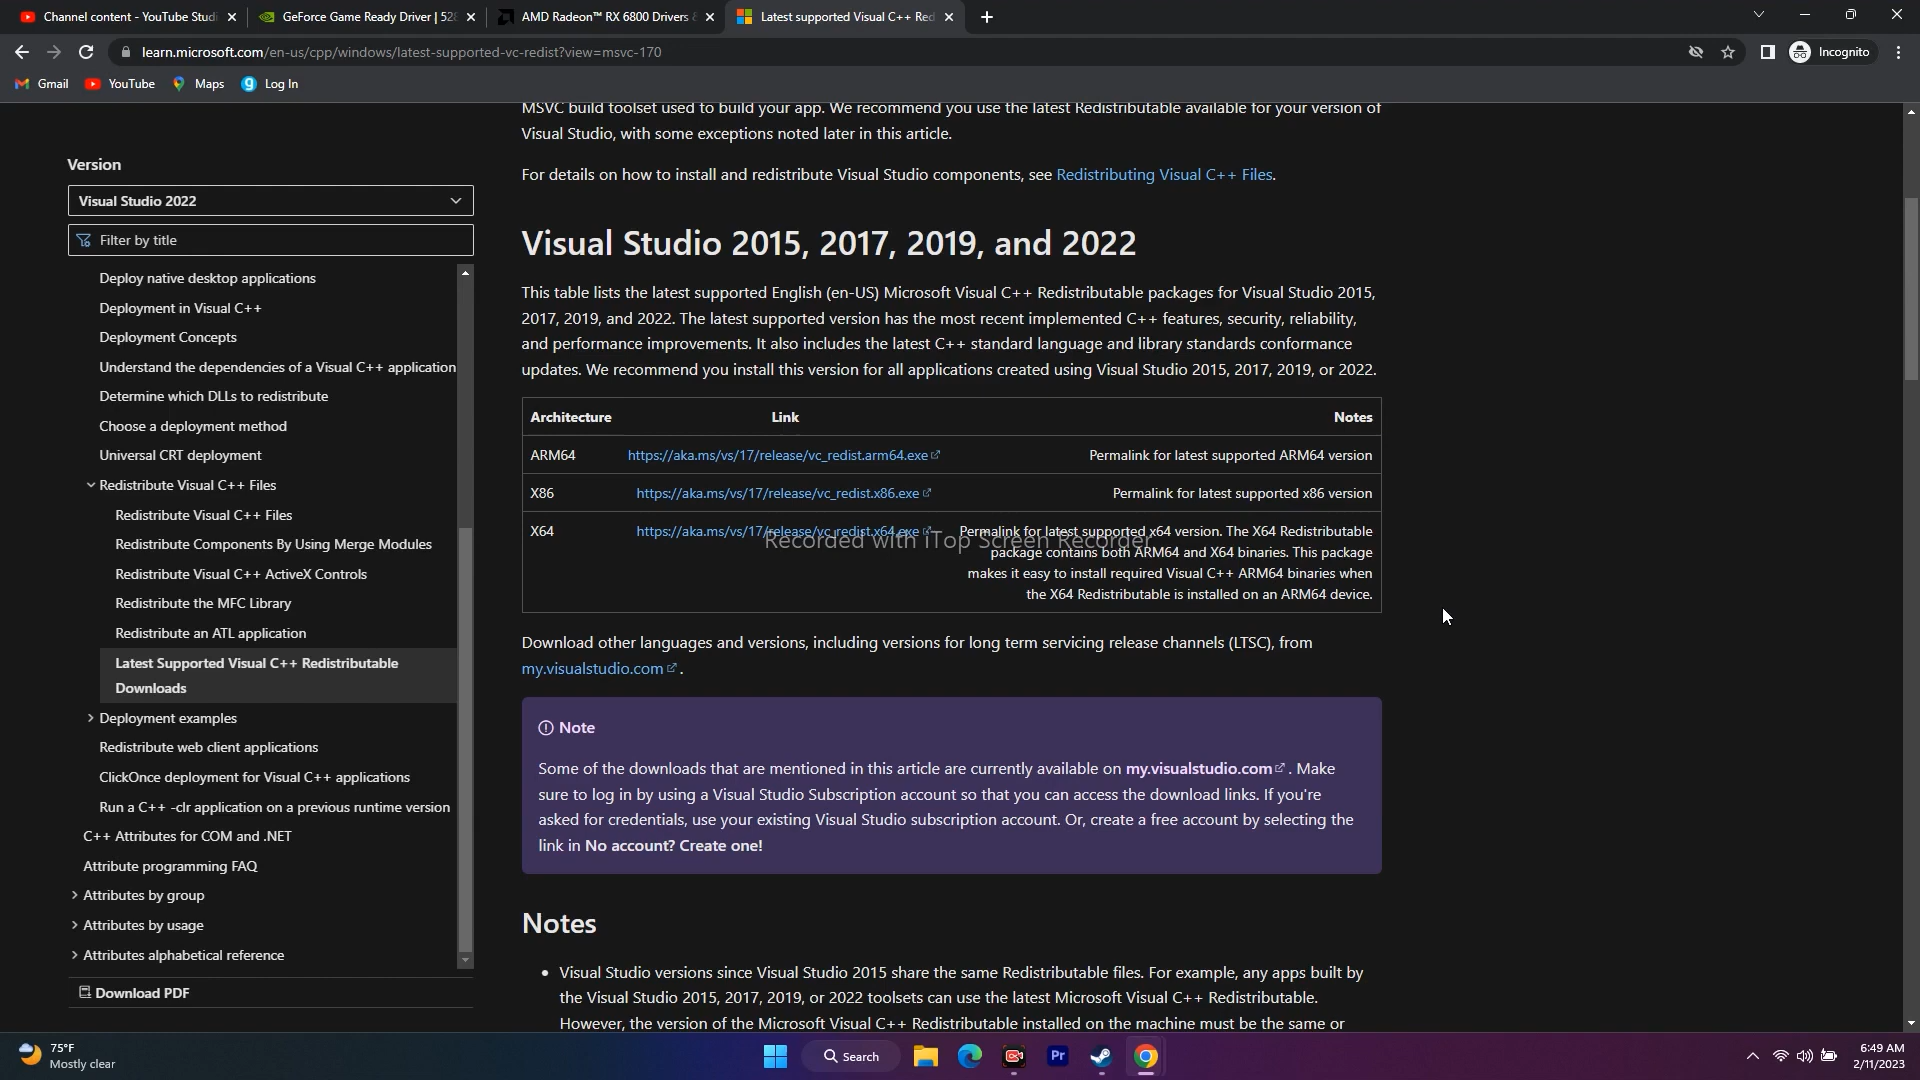 Channel content - YouTube Studi
GeForce Game Ready Driver | 528
AMD Radeon™ RX 6800 Drivers &
Latest supported Visual C++ Red
learn.microsoft.com/en-us/cpp/windows/latest-supported-vc-redist?view=msvc-170
Incognito
Gmail
YouTube
Maps
Log In
Version
Visual Studio 2022
Filter by title
Deploy native desktop applications
Deployment in Visual C++
Deployment Concepts
Understand the dependencies of a Visual C++ application
Determine which DLLs to redistribute
Choose a deployment method
Universal CRT deployment
Redistribute Visual C++ Files
Redistribute Visual C++ Files
Redistribute Components By Using Merge Modules
Redistribute Visual C++ ActiveX Controls
Redistribute the MFC Library
Redistribute an ATL application
Latest Supported Visual C++ Redistributable
Downloads
Deployment examples
Redistribute web client applications
ClickOnce deployment for Visual C++ applications
Run a C++ -clr application on a previous runtime version
C++ Attributes for COM and .NET
Attribute programming FAQ
Attributes by group
Attributes by usage
Attributes alphabetical reference
Download PDF
MSVC build toolset used to build your app. We recommend you use the latest Redistributable available for your version of
Visual Studio, with some exceptions noted later in this article.
For details on how to install and redistribute Visual Studio components, see Redistributing Visual C++ Files.
Visual Studio 2015, 2017, 2019, and 2022
This table lists the latest supported English (en-US) Microsoft Visual C++ Redistributable packages for Visual Studio 2015,
2017, 2019, and 2022. The latest supported version has the most recent implemented C++ features, security, reliability,
and performance improvements. It also includes the latest C++ standard language and library standards conformance
updates. We recommend you install this version for all applications created using Visual Studio 2015, 2017, 2019, or 2022.
Architecture Link Notes
ARM64 https://aka.ms/vs/17/release/vc_redist.arm64.exe Permalink for latest supported ARM64 version
X86 https://aka.ms/vs/17/release/vc_redist.x86.exe Permalink for latest supported x86 version
X64 https://aka.ms/vs/17/release/vc_redist.x64.exe Permalink for latest supported x64 version. The X64 Redistributable
package contains both ARM64 and X64 binaries. This package
makes it easy to install required Visual C++ ARM64 binaries when
the X64 Redistributable is installed on an ARM64 device.
Recorded with iTop Screen Recorder
Download other languages and versions, including versions for long term servicing release channels (LTSC), from
my.visualstudio.com .
Note
Some of the downloads that are mentioned in this article are currently available on my.visualstudio.com . Make
sure to log in by using a Visual Studio Subscription account so that you can access the download links. If you're
asked for credentials, use your existing Visual Studio subscription account. Or, create a free account by selecting the
link in No account? Create one!
Notes
• Visual Studio versions since Visual Studio 2015 share the same Redistributable files. For example, any apps built by
the Visual Studio 2015, 2017, 2019, or 2022 toolsets can use the latest Microsoft Visual C++ Redistributable.
However, the version of the Microsoft Visual C++ Redistributable installed on the machine must be the same or
75°F
Mostly clear
Search
Pr
6:49 AM
2/11/2023